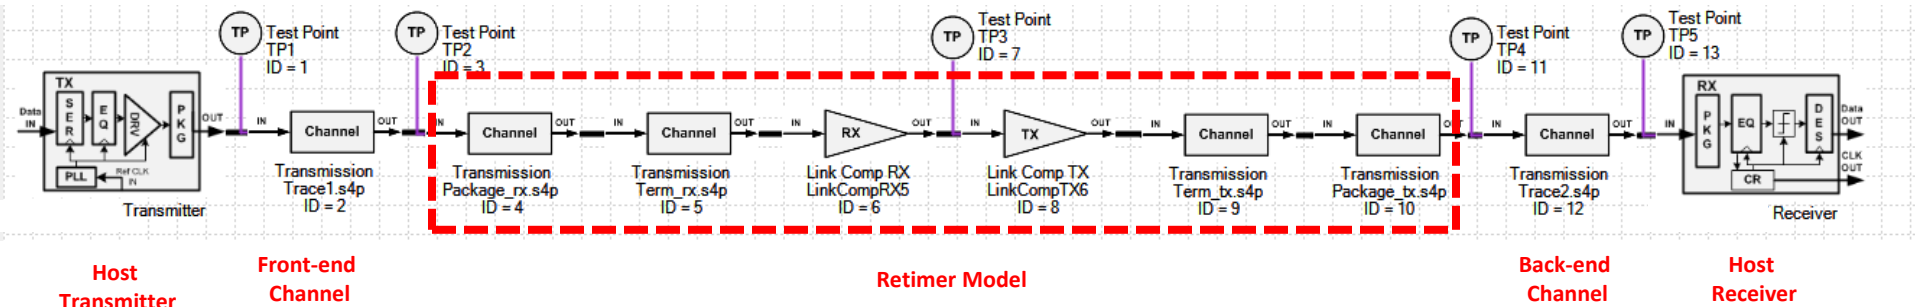 TP
Test Point
TP1
ID = 1
TP
Test Point
TP2
ID = 3
TP
Test Point
TP3
ID = 7
TP
Test Point
TP4
ID = 11
TP
Test Point
TP5
ID = 13
TX
Data
IN
SER
EQ
DRV
PKG
OUT
PLL
Ref CLK
IN
Transmitter
IN
Channel
OUT
Transmission
Trace1.s4p
ID = 2
IN
Channel
OUT
Transmission
Package_rx.s4p
ID = 4
IN
Channel
OUT
Transmission
Term_rx.s4p
ID = 5
IN
RX
OUT
Link Comp RX
LinkCompRX5
ID = 6
IN
TX
OUT
Link Comp TX
LinkCompTX6
ID = 8
IN
Channel
OUT
Transmission
Term_tx.s4p
ID = 9
IN
Channel
OUT
Transmission
Package_tx.s4p
ID = 10
IN
Channel
OUT
Transmission
Trace2.s4p
ID = 12
IN
RX
PKG
EQ
DES
CR
Data
OUT
CLK
OUT
Receiver
Host
Transmitter
Front-end
Channel
Retimer Model
Back-end
Channel
Host
Receiver